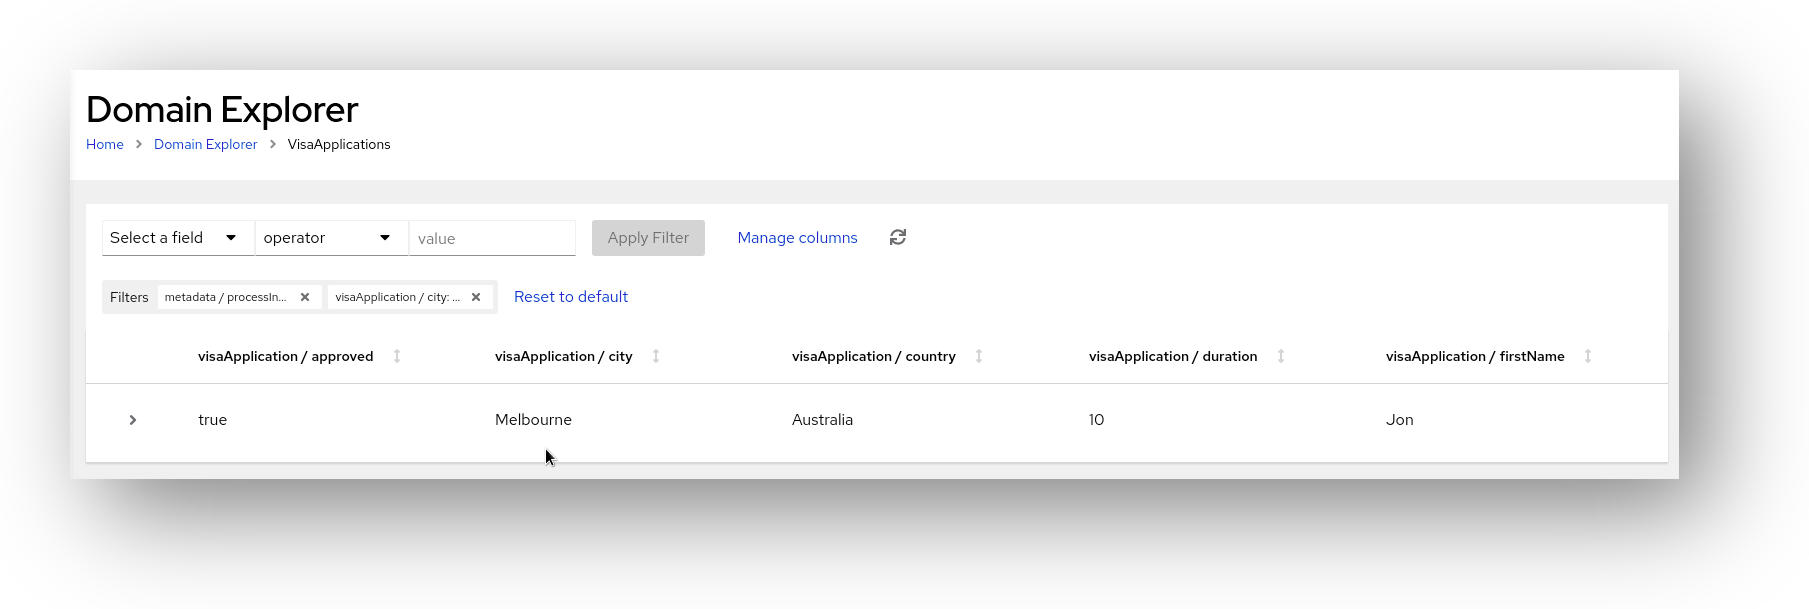 Domain Explorer
Home Domain Explorer VisaApplications
Select a field operator value Apply Filter Manage columns
Filters metadata / processIn... visaApplication / city: ... Reset to default
visaApplication / approved visaApplication / city visaApplication / country visaApplication / duration visaApplication / firstName
true Melbourne Australia 10 Jon